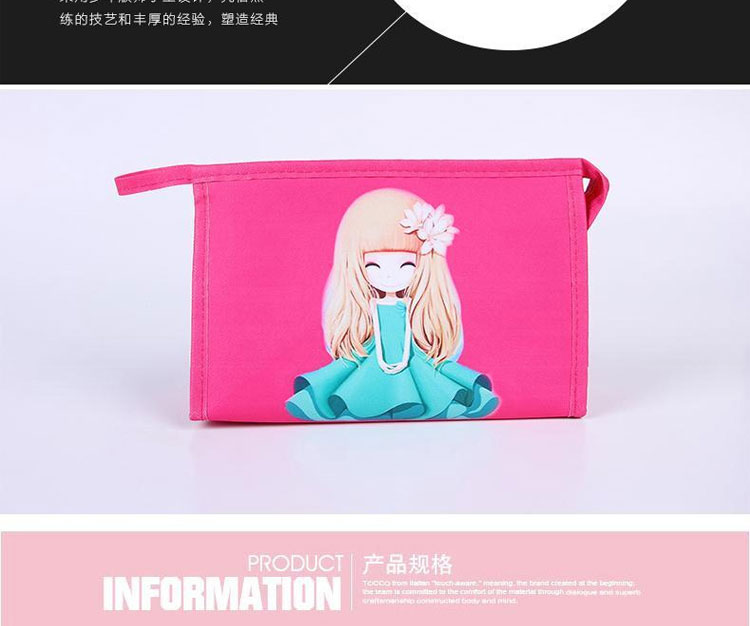 练的技艺和丰厚的经验，塑造经典
PRODUCT
INFORMATION
产品规格
TOCCO from Italian "touch-aware," meaning, the brand created at the beginning,
the team is committed to the comfort of the material through dialogue and superb
craftsmanship constructed body and mind.